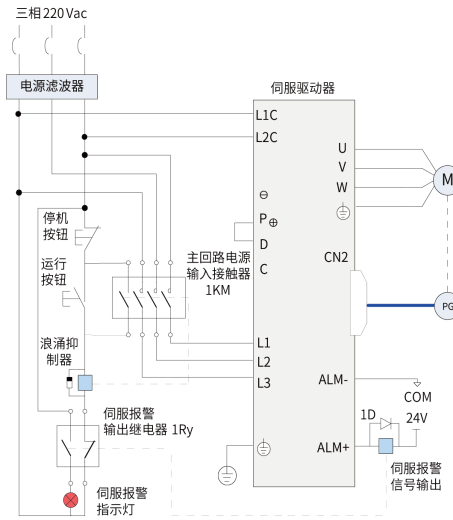 三相220 Vac
电源滤波器
伺服驱动器
L1C
L2C
U
V
M
W
⊖
停机
按钮
P⊕
D
主回路电源
输入接触器
1KM
CN2
C
运行
按钮
PG
浪涌抑
制器
L1
L2
L3
ALM-
COM
伺服报警
输出继电器 1Ry
1D
24V
ALM+
伺服报警
信号输出
伺服报警
指示灯